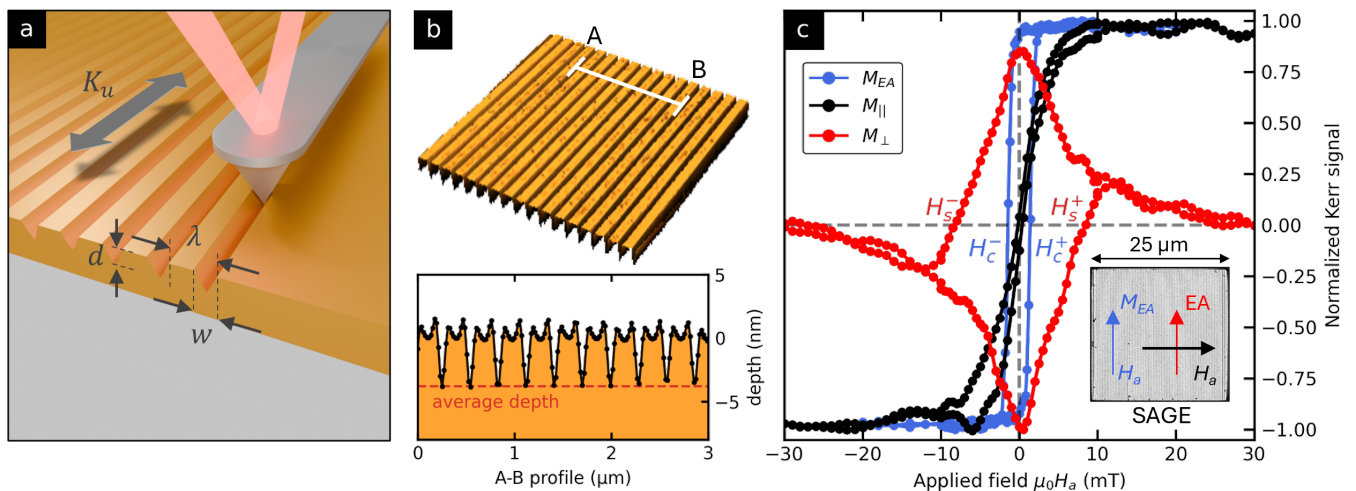 a
K_u
d
λ
w
b
A
B
5
0
−5
depth (nm)
average depth
0
1
2
3
A-B profile (μm)
c
M_EA
M_||
M_⊥
H_s^-
H_s^+
H_c^-
H_c^+
25 μm
M_EA
EA
H_a
H_a
SAGE
1.00
0.75
0.50
0.25
0.00
−0.25
−0.50
−0.75
−1.00
Normalized Kerr signal
−30
−20
−10
0
10
20
30
Applied field μ₀H_a (mT)